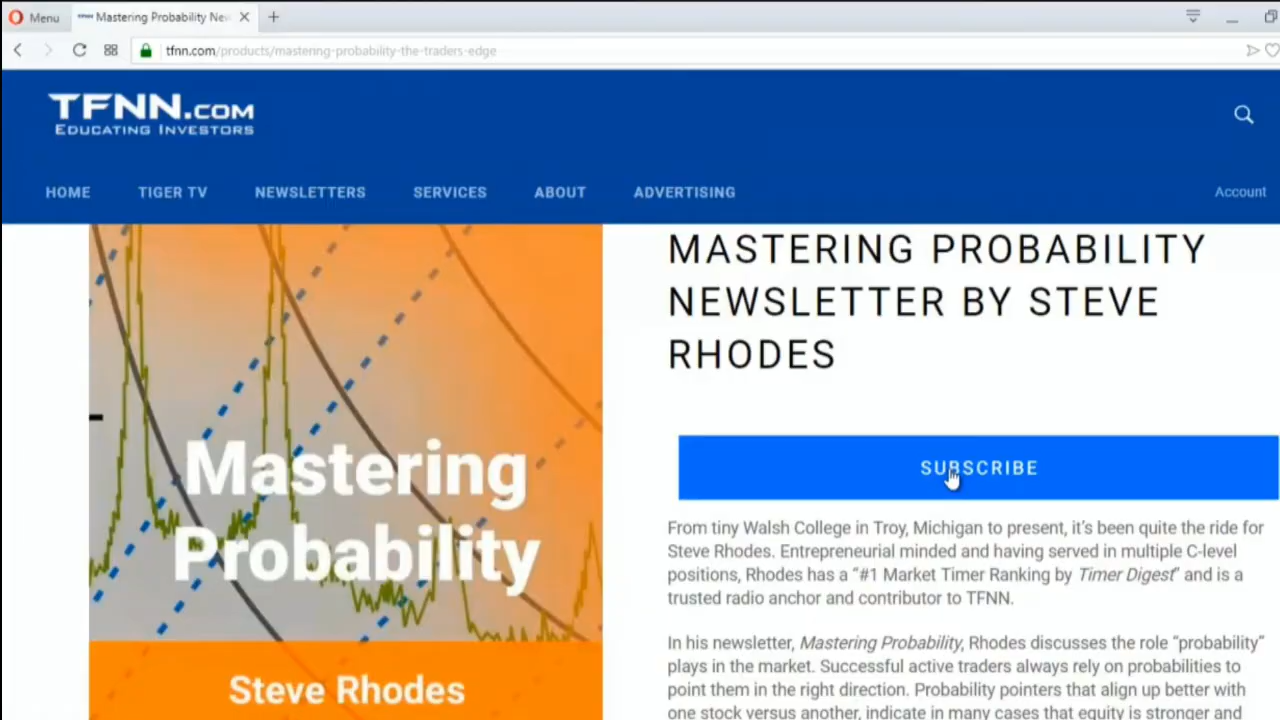 Menu
Mastering Probability New
tfnn.com/products/mastering-probability-the-traders-edge
TFNN.COM
EDUCATING INVESTORS
HOME TIGER TV NEWSLETTERS SERVICES ABOUT ADVERTISING Account
MASTERING PROBABILITY
NEWSLETTER BY STEVE
RHODES
Mastering
Probability
Steve Rhodes
SUBSCRIBE
From tiny Walsh College in Troy, Michigan to present, it's been quite the ride for
Steve Rhodes. Entrepreneurial minded and having served in multiple C-level
positions, Rhodes has a “#1 Market Timer Ranking by Timer Digest” and is a
trusted radio anchor and contributor to TFNN.
In his newsletter, Mastering Probability, Rhodes discusses the role “probability”
plays in the market. Successful active traders always rely on probabilities to
point them in the right direction. Probability pointers that align up better with
one stock versus another, indicate in many cases that equity is stronger and